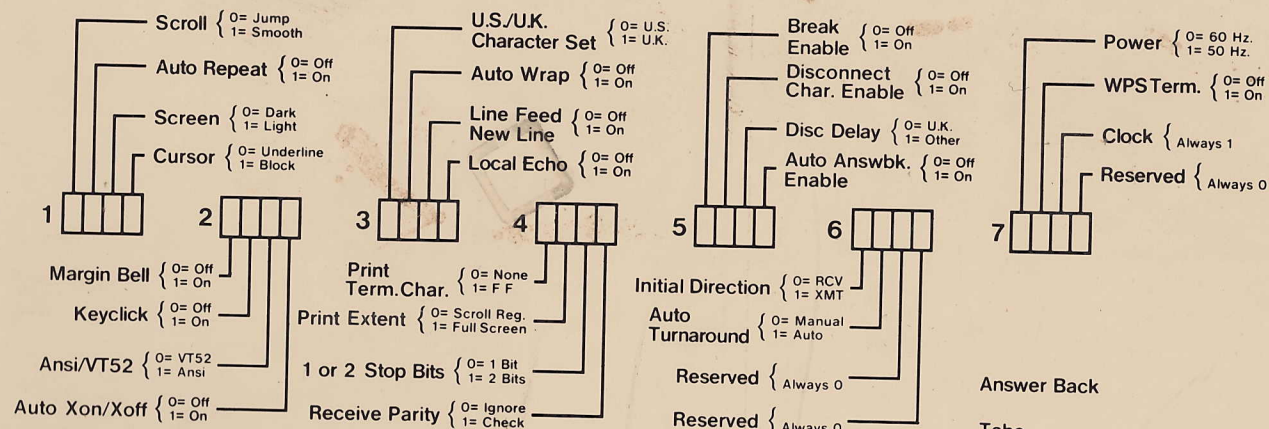 Scroll { 0= Jump
1= Smooth
Auto Repeat { 0= Off
1= On
Screen { 0= Dark
1= Light
Cursor { 0= Underline
1= Block
1
2
Margin Bell { 0= Off
1= On
Keyclick { 0= Off
1= On
Ansi/VT52 { 0= VT52
1= Ansi
Auto Xon/Xoff { 0= Off
1= On
U.S./U.K.
Character Set { 0= U.S.
1= U.K.
Auto Wrap { 0= Off
1= On
Line Feed
New Line { 0= Off
1= On
Local Echo { 0= Off
1= On
3
4
Print
Term.Char. { 0= None
1= F F
Print Extent { 0= Scroll Reg.
1= Full Screen
1 or 2 Stop Bits { 0= 1 Bit
1= 2 Bits
Receive Parity { 0= Ignore
1= Check
Break
Enable { 0= Off
1= On
Disconnect
Char. Enable { 0= Off
1= On
Disc Delay { 0= U.K.
1= Other
Auto Answbk.
Enable { 0= Off
1= On
5
6
Initial Direction { 0= RCV
1= XMT
Auto
Turnaround { 0= Manual
1= Auto
Reserved { Always 0
Reserved { Always 0
Power { 0= 60 Hz.
1= 50 Hz.
WPS Term. { 0= Off
1= On
Clock { Always 1
Reserved { Always 0
7
Answer Back